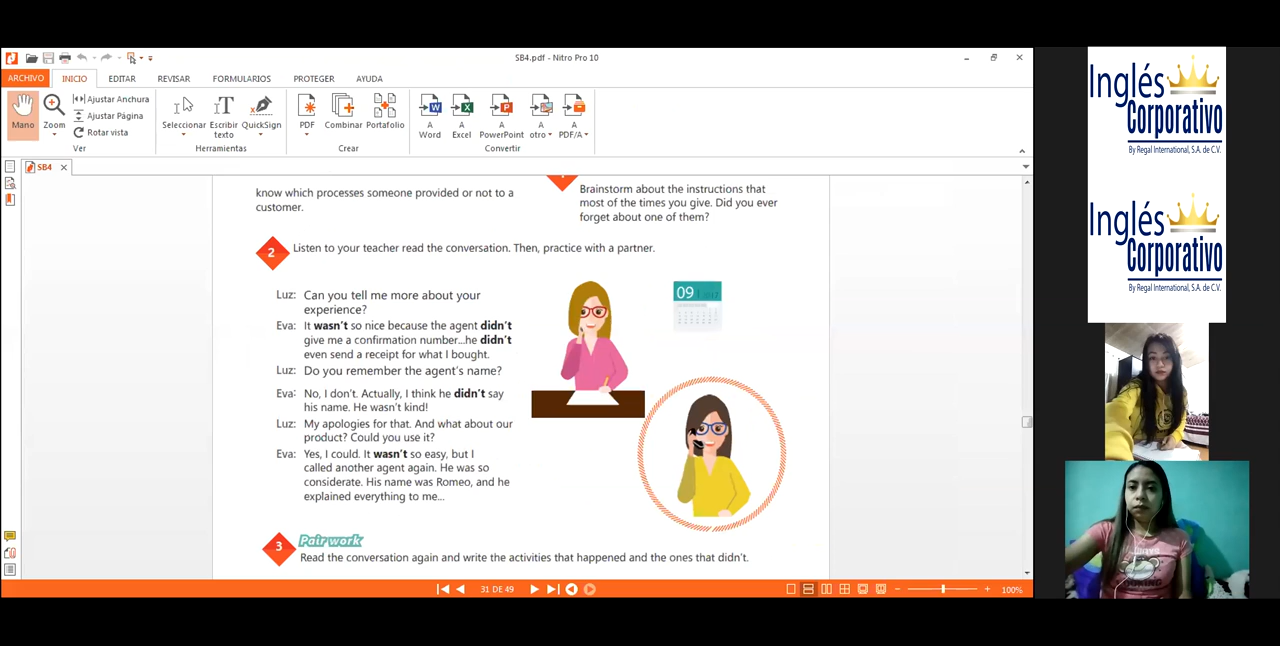 SB4.pdf - Nitro Pro 10
ARCHIVO INICIO EDITAR REVISAR FORMULARIOS PROTEGER AYUDA
Mano
Zoom
Ajustar Anchura
Ajustar Página
Rotar vista
Ver
Seleccionar
Escribir texto
QuickSign
Herramientas
PDF
Combinar
Portafolio
Crear
A Word
A Excel
A PowerPoint
A otro
A PDF/A
Convertir
SB4
know which processes someone provided or not to a
customer.
Brainstorm about the instructions that
most of the times you give. Did you ever
forget about one of them?
2 Listen to your teacher read the conversation. Then, practice with a partner.
Luz: Can you tell me more about your
experience?
Eva: It wasn't so nice because the agent didn't
give me a confirmation number...he didn't
even send a receipt for what I bought.
Luz: Do you remember the agent's name?
Eva: No, I don't. Actually, I think he didn't say
his name. He wasn't kind!
Luz: My apologies for that. And what about our
product? Could you use it?
Eva: Yes, I could. It wasn't so easy, but I
called another agent again. He was so
considerate. His name was Romeo, and he
explained everything to me...
09
3 Pair work
Read the conversation again and write the activities that happened and the ones that didn't.
31 DE 49
100%
Inglés
Corporativo
By Regal International, S.A. de C.V.
Inglés
Corporativo
By Regal International, S.A. de C.V.